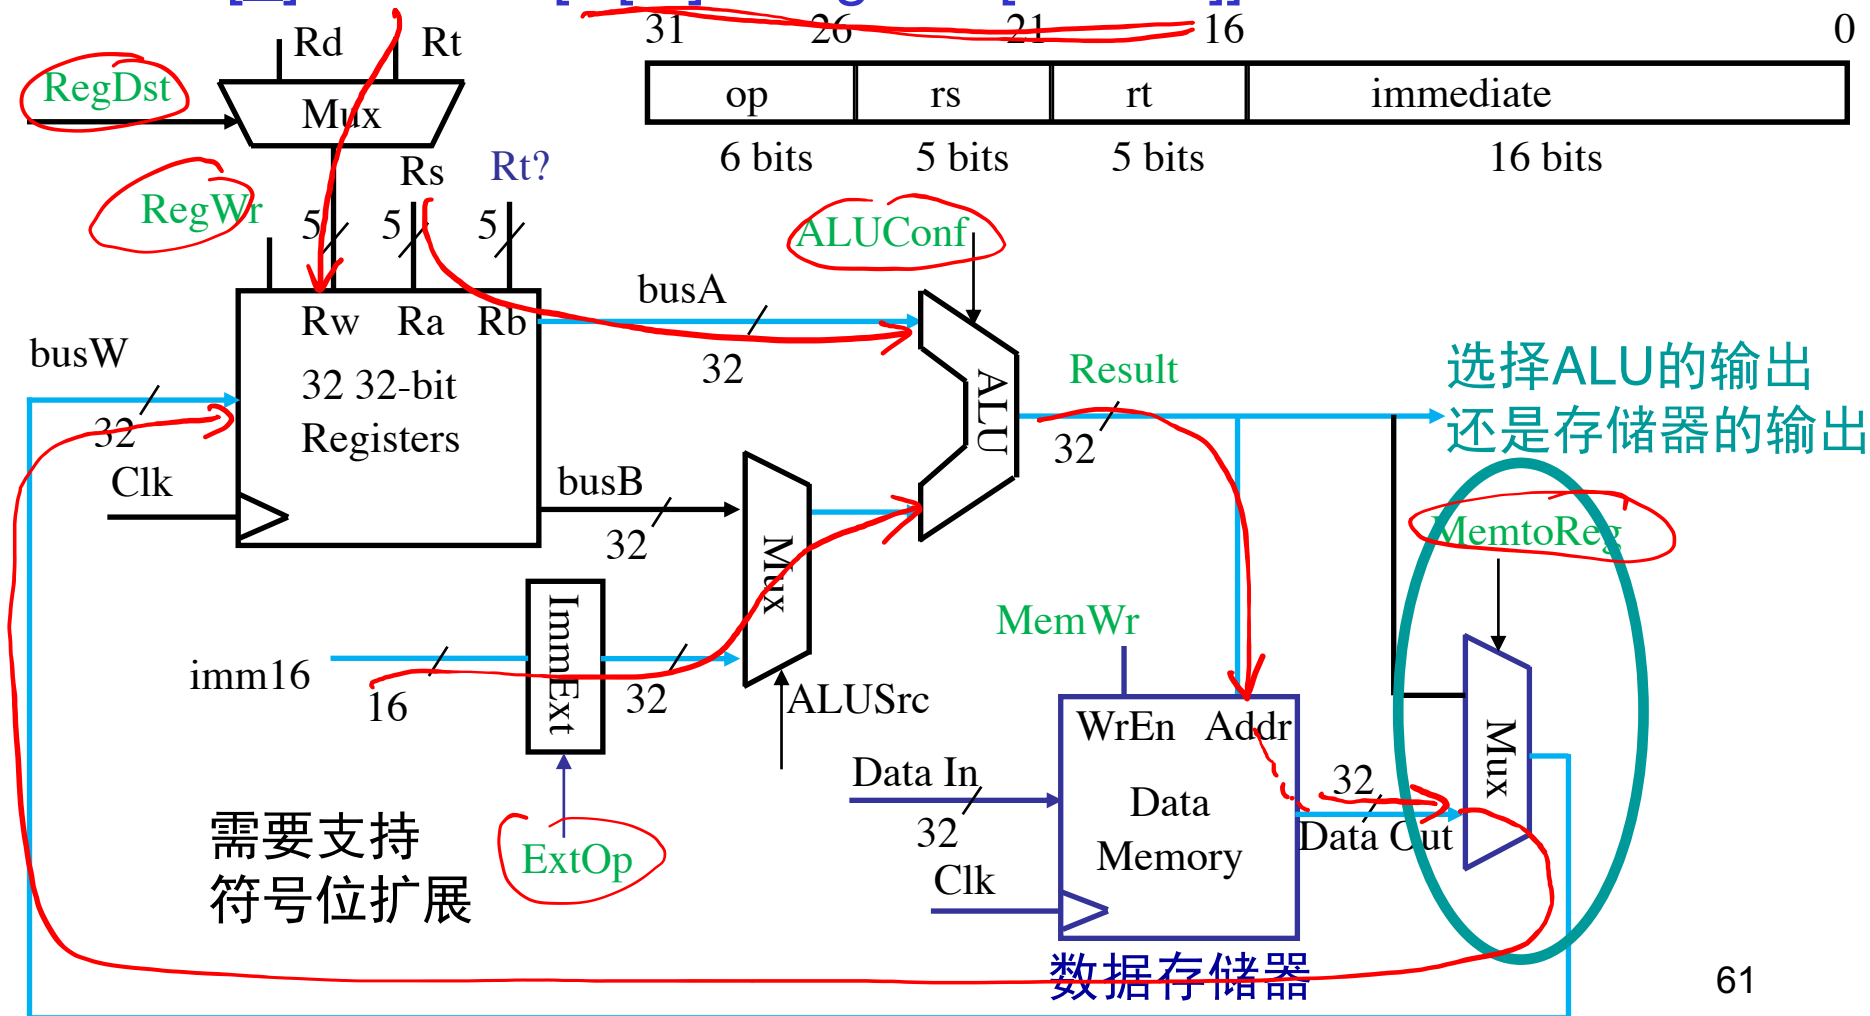 31 26 21 16 0
Rd Rt
RegDst
Mux
op rs rt immediate
6 bits 5 bits 5 bits 16 bits
Rs Rt?
RegWr
5 5 5
ALUConf
busA
Rw Ra Rb
busW
32
32 32-bit
Registers
32
Clk
ALU
Result
32
选择ALU的输出
还是存储器的输出
busB
32
Mux
MemtoReg
imm16
16
ImmExt
32
ALUSrc
MemWr
WrEn Addr
Mux
Data In
32
Data
Memory
32
Data Out
Clk
需要支持
符号位扩展
ExtOp
数据存储器
61